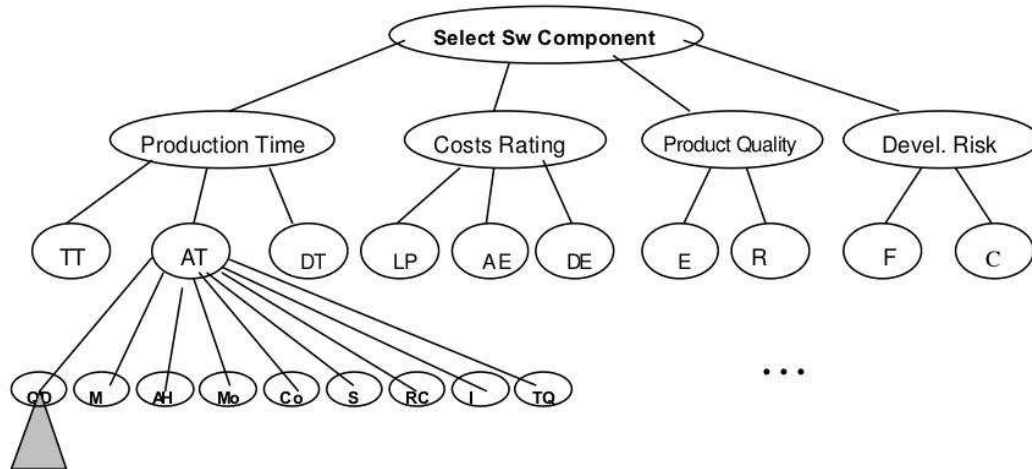 Select Sw Component
Production Time
Costs Rating
Product Quality
Devel. Risk
TT
AT
DT
LP
AE
DE
E
R
F
C
QD
M
AH
Mo
Co
S
RC
I
TQ
...